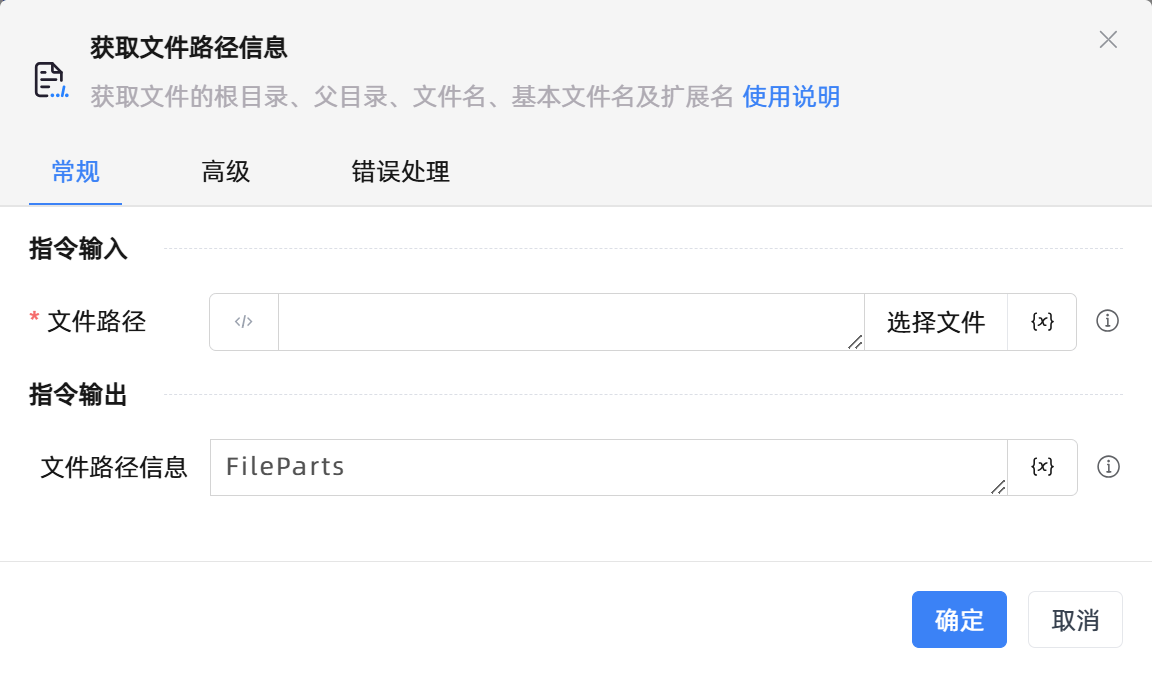 获取文件路径信息
获取文件的根目录、父目录、文件名、基本文件名及扩展名 使用说明
常规 高级 错误处理
指令输入
* 文件路径 </> 选择文件 {x}
指令输出
文件路径信息 FileParts {x}
确定 取消